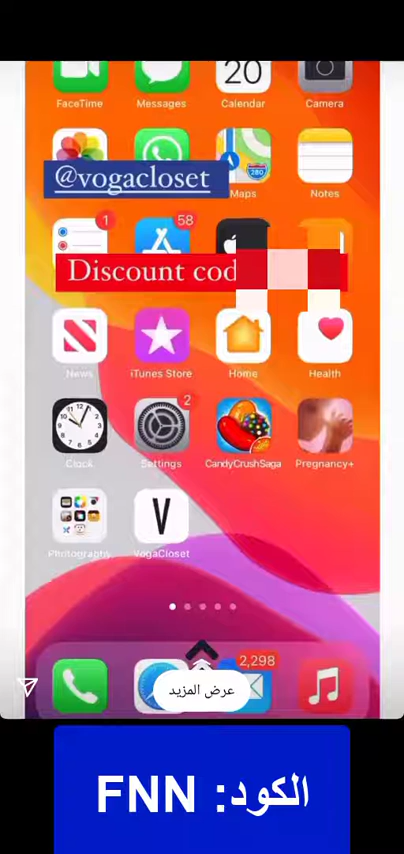 FaceTime
Messages
20
Calendar
Camera
@vogacloset
280
Maps
Notes
1
58
Discount cod
News
iTunes Store
Home
Health
2
Clock
Settings
CandyCrushSaga
Pregnancy+
Photography
V
VogaCloset
2,298
عرض المزيد
الكود: FNN